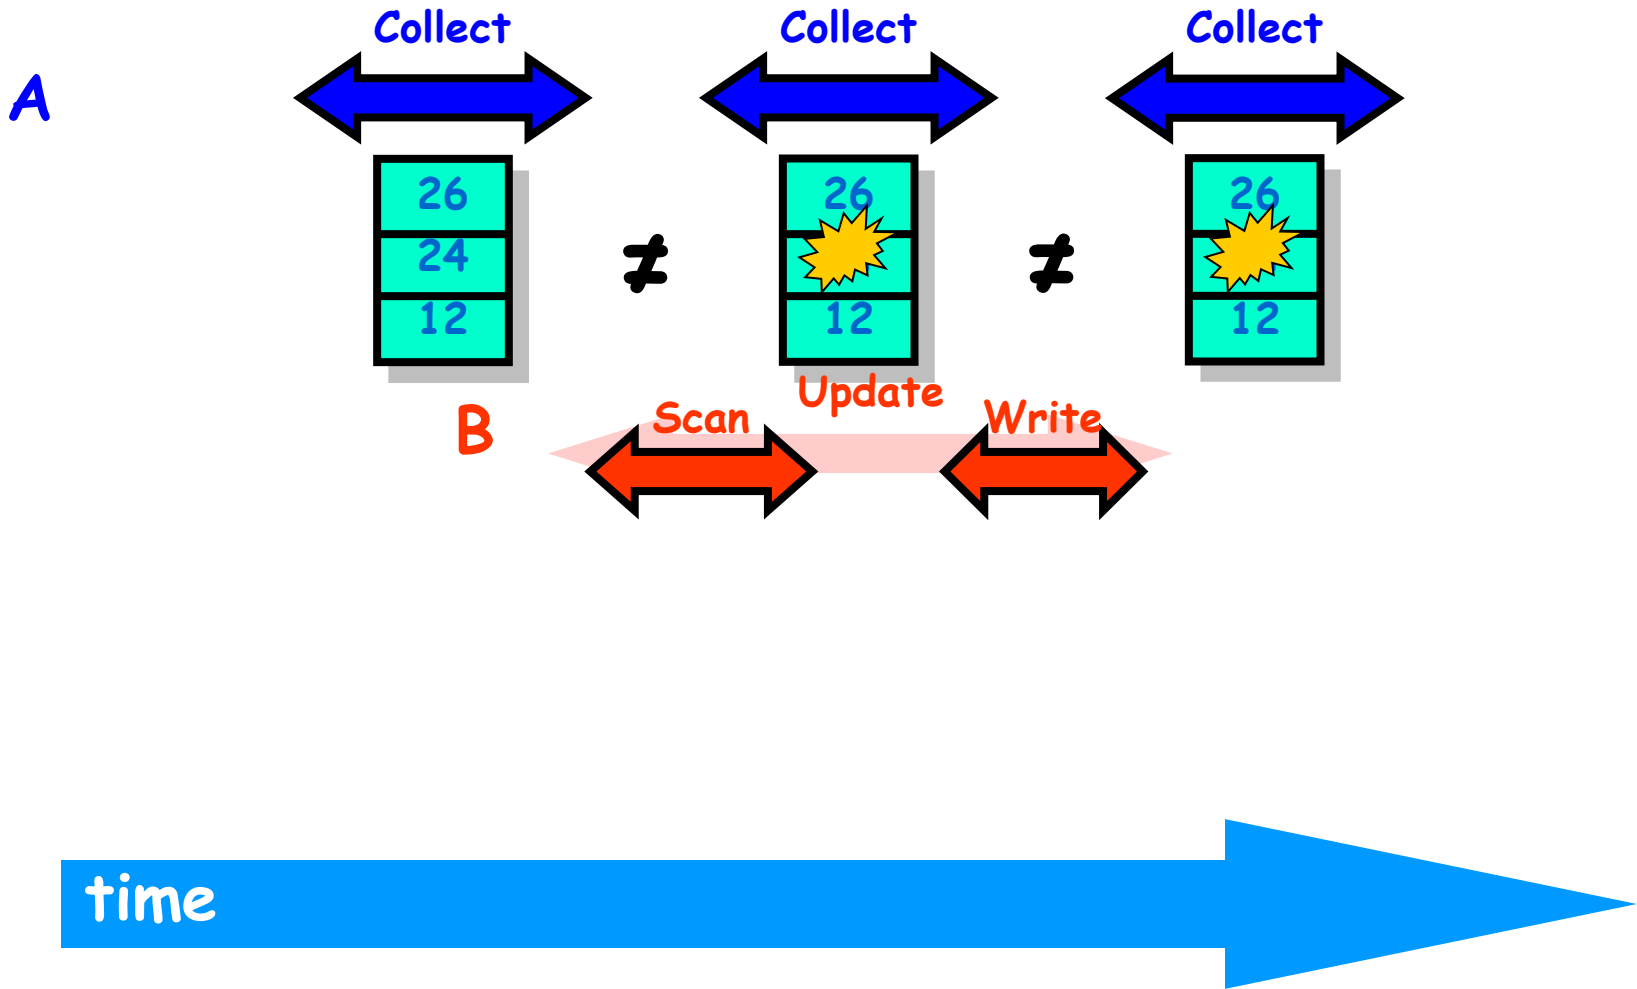 Collect Collect Collect
A
26 26 26
24
≠ ≠
12 12 12
Update
B Scan Write
time